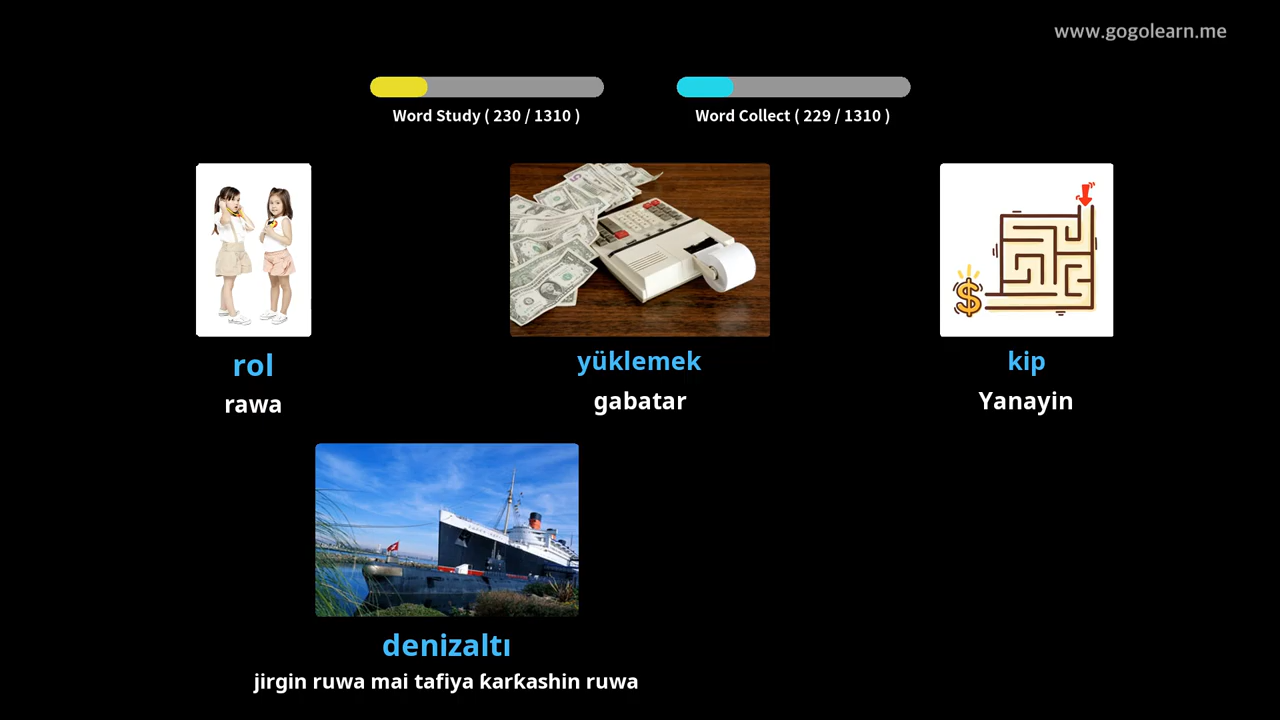 www.gogolearn.me
Word Study ( 230 / 1310 )
Word Collect ( 229 / 1310 )
rol
rawa
yüklemek
gabatar
kip
Yanayin
denizaltı
jirgin ruwa mai tafiya ƙarƙashin ruwa